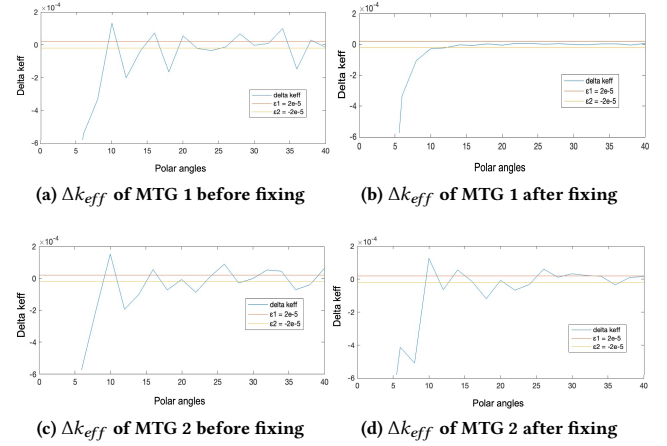 ×10⁻⁴
4
2
0
-2
-4
-6
0 5 10 15 20 25 30 35 40
Delta keff
Polar angles
delta keff
ε1 = 2e-5
ε2 = -2e-5
(a) Δk_eff of MTG 1 before fixing
×10⁻⁴
2
0
-2
-4
-6
0 5 10 15 20 25 30 35 40
Delta keff
Polar angles
delta keff
ε1 = 2e-5
ε2 = -2e-5
(b) Δk_eff of MTG 1 after fixing
×10⁻⁴
2
0
-2
-4
-6
0 5 10 15 20 25 30 35 40
Delta keff
Polar angles
delta keff
ε1 = 2e-5
ε2 = -2e-5
(c) Δk_eff of MTG 2 before fixing
×10⁻⁴
2
0
-2
-4
-6
0 5 10 15 20 25 30 35 40
Delta keff
Polar angles
delta keff
ε1 = 2e-5
ε2 = -2e-5
(d) Δk_eff of MTG 2 after fixing